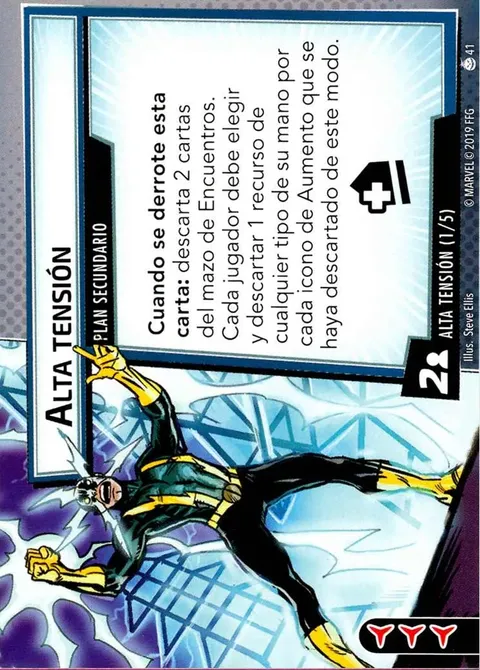 ALTA TENSIÓN
PLAN SECUNDARIO
Cuando se derrote esta
carta: descarta 2 cartas
del mazo de Encuentros.
Cada jugador debe elegir
y descartar 1 recurso de
cualquier tipo de su mano por
cada icono de Aumento que se
haya descartado de este modo.
2
ALTA TENSIÓN (1/5)
Illus. Steve Ellis
© MARVEL © 2019 FFG
41